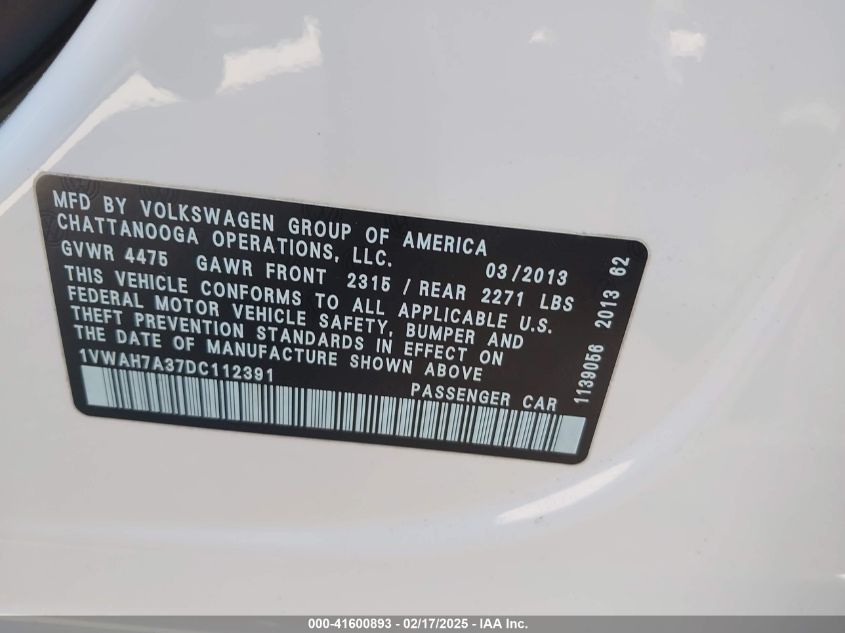 MFD BY VOLKSWAGEN GROUP OF AMERICA
CHATTANOOGA OPERATIONS, LLC.
03/2013
GVWR 4475 GAWR FRONT 2315 / REAR 2271 LBS
THIS VEHICLE CONFORMS TO ALL APPLICABLE U.S.
FEDERAL MOTOR VEHICLE SAFETY, BUMPER AND
THEFT PREVENTION STANDARDS IN EFFECT ON
THE DATE OF MANUFACTURE SHOWN ABOVE
1VWAH7A37DC112391
PASSENGER CAR
1139056 2013 62
000-41600893 - 02/17/2025 - IAA Inc.